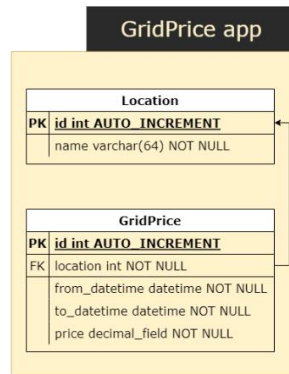 GridPrice app
Location
PK id int AUTO_INCREMENT
name varchar(64) NOT NULL
GridPrice
PK id int AUTO_INCREMENT
FK location int NOT NULL
from_datetime datetime NOT NULL
to_datetime datetime NOT NULL
price decimal_field NOT NULL